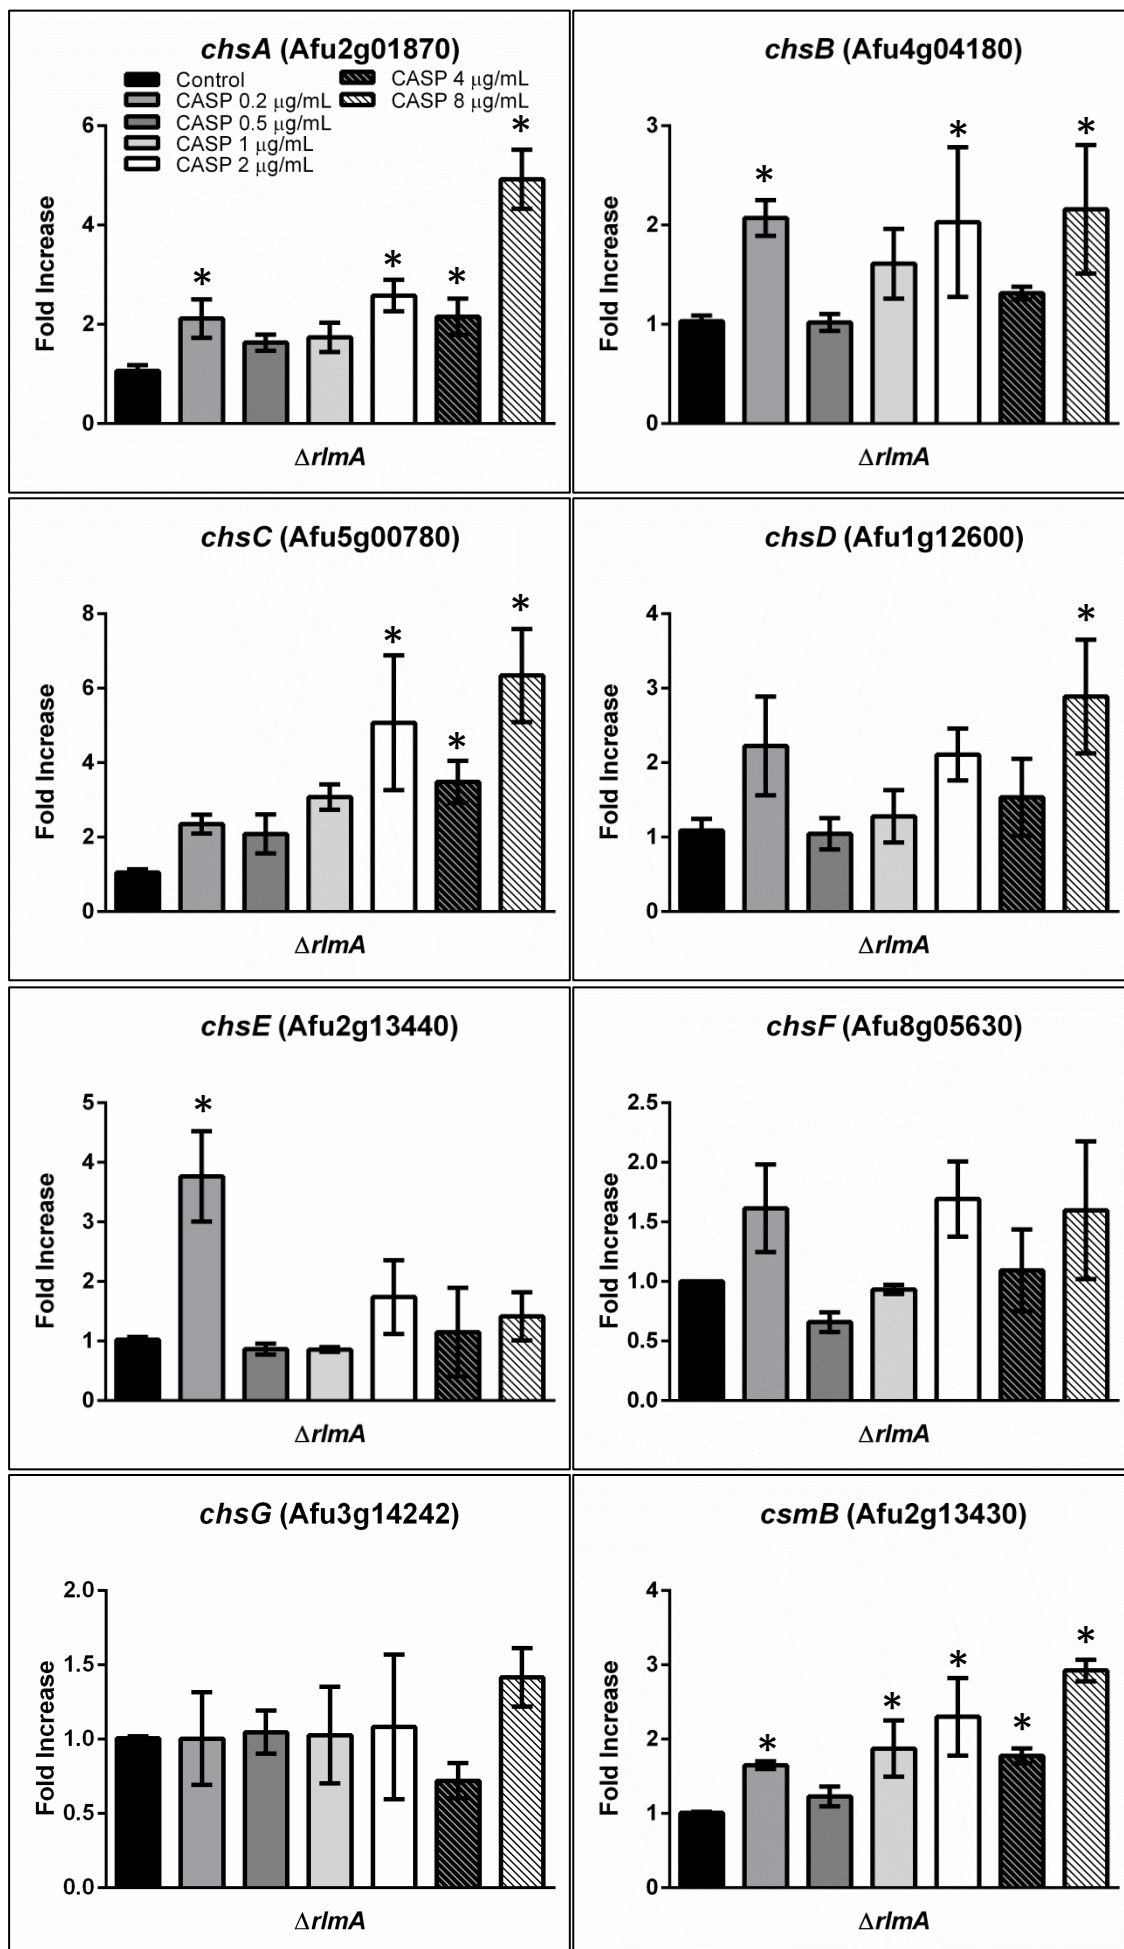 chsA (Afu2g01870)
Control
CASP 0.2 μg/mL
CASP 0.5 μg/mL
CASP 1 μg/mL
CASP 2 μg/mL
CASP 4 μg/mL
CASP 8 μg/mL
Fold Increase
6
4
2
0
*
*
*
*
ΔrlmA
chsB (Afu4g04180)
Fold Increase
3
2
1
0
*
*
*
ΔrlmA
chsC (Afu5g00780)
Fold Increase
8
6
4
2
0
*
*
*
ΔrlmA
chsD (Afu1g12600)
Fold Increase
4
3
2
1
0
*
ΔrlmA
chsE (Afu2g13440)
Fold Increase
5
4
3
2
1
0
*
ΔrlmA
chsF (Afu8g05630)
Fold Increase
2.5
2.0
1.5
1.0
0.5
0.0
ΔrlmA
chsG (Afu3g14242)
Fold Increase
2.0
1.5
1.0
0.5
0.0
ΔrlmA
csmB (Afu2g13430)
Fold Increase
4
3
2
1
0
*
*
*
*
*
ΔrlmA